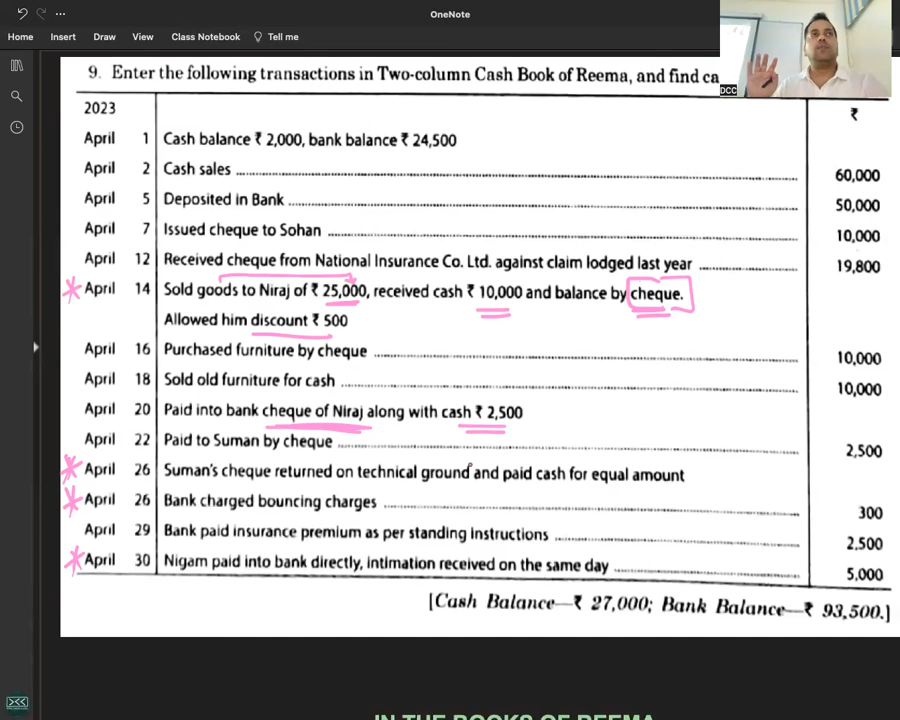 OneNote
Home Insert Draw View Class Notebook Tell me
DCC
9. Enter the following transactions in Two-column Cash Book of Reema, and find ca
2023 ₹
April 1 Cash balance ₹ 2,000, bank balance ₹ 24,500
April 2 Cash sales 60,000
April 5 Deposited in Bank 50,000
April 7 Issued cheque to Sohan 10,000
April 12 Received cheque from National Insurance Co. Ltd. against claim lodged last year 19,800
April 14 Sold goods to Niraj of ₹ 25,000, received cash ₹ 10,000 and balance by cheque.
Allowed him discount ₹ 500
April 16 Purchased furniture by cheque 10,000
April 18 Sold old furniture for cash 10,000
April 20 Paid into bank cheque of Niraj along with cash ₹ 2,500
April 22 Paid to Suman by cheque 2,500
April 26 Suman's cheque returned on technical ground and paid cash for equal amount
April 26 Bank charged bouncing charges 300
April 29 Bank paid insurance premium as per standing instructions 2,500
April 30 Nigam paid into bank directly, intimation received on the same day 5,000
[Cash Balance—₹ 27,000; Bank Balance—₹ 93,500.]
IN THE BOOKS OF REEMA